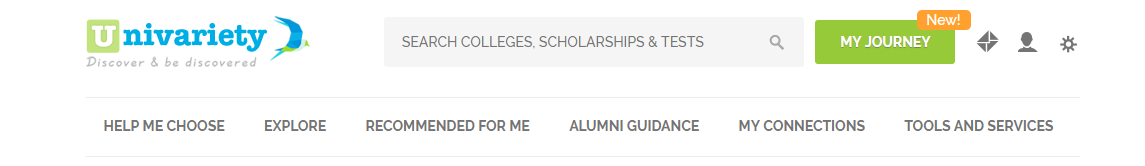 Univariety
Discover & be discovered
SEARCH COLLEGES, SCHOLARSHIPS & TESTS
MY JOURNEY
New!
HELP ME CHOOSE EXPLORE RECOMMENDED FOR ME ALUMNI GUIDANCE MY CONNECTIONS TOOLS AND SERVICES